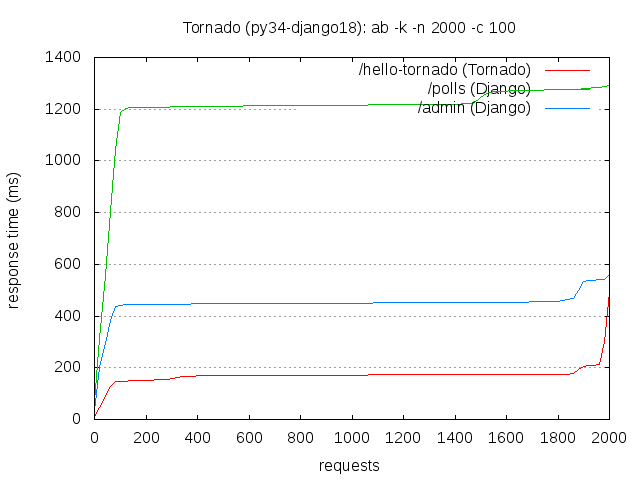 Tornado (py34-django18): ab -k -n 2000 -c 100
1400
1200
1000
800
600
400
200
0
response time (ms)
/hello-tornado (Tornado)
/polls (Django)
/admin (Django)
0 200 400 600 800 1000 1200 1400 1600 1800 2000
requests